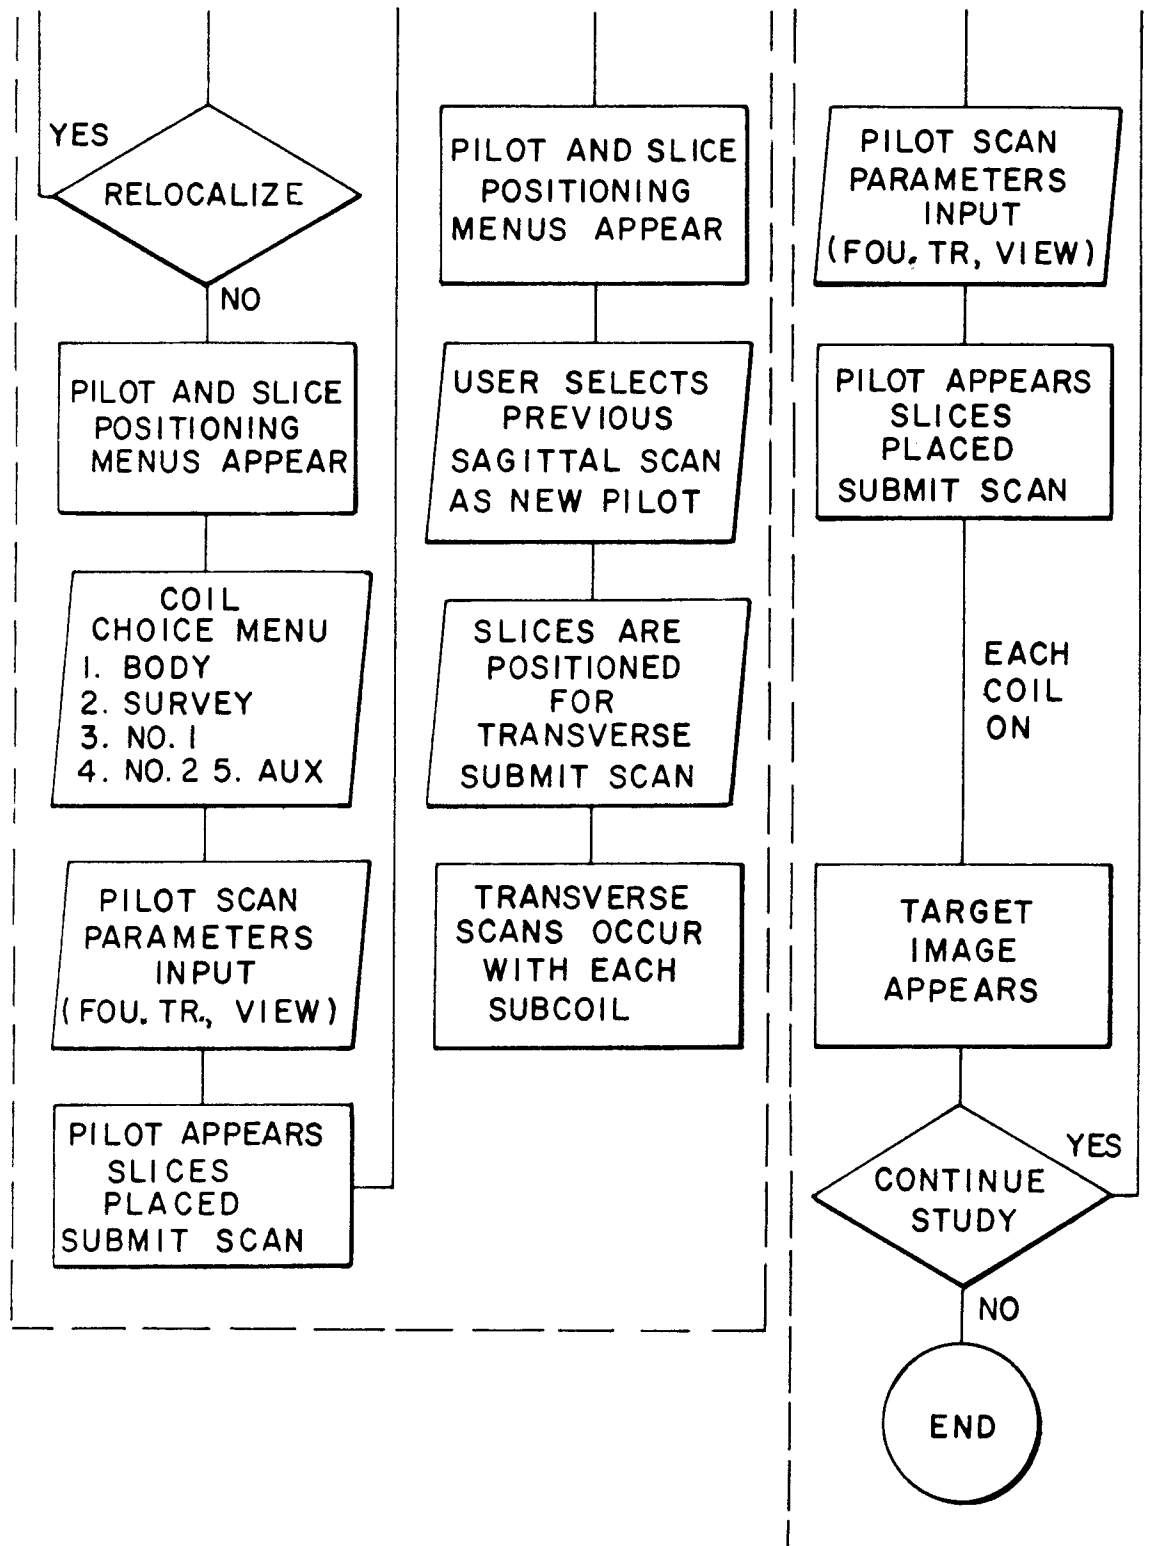 YES
RELOCALIZE
NO
PILOT AND SLICE
POSITIONING
MENUS APPEAR
COIL
CHOICE MENU
1. BODY
2. SURVEY
3. NO. 1
4. NO. 2 5. AUX
PILOT SCAN
PARAMETERS
INPUT
(FOU. TR., VIEW)
PILOT APPEARS
SLICES
PLACED
SUBMIT SCAN
PILOT AND SLICE
POSITIONING
MENUS APPEAR
USER SELECTS
PREVIOUS
SAGITTAL SCAN
AS NEW PILOT
SLICES ARE
POSITIONED
FOR
TRANSVERSE
SUBMIT SCAN
TRANSVERSE
SCANS OCCUR
WITH EACH
SUBCOIL
PILOT SCAN
PARAMETERS
INPUT
(FOU. TR, VIEW)
PILOT APPEARS
SLICES
PLACED
SUBMIT SCAN
EACH
COIL
ON
TARGET
IMAGE
APPEARS
YES
CONTINUE
STUDY
NO
END